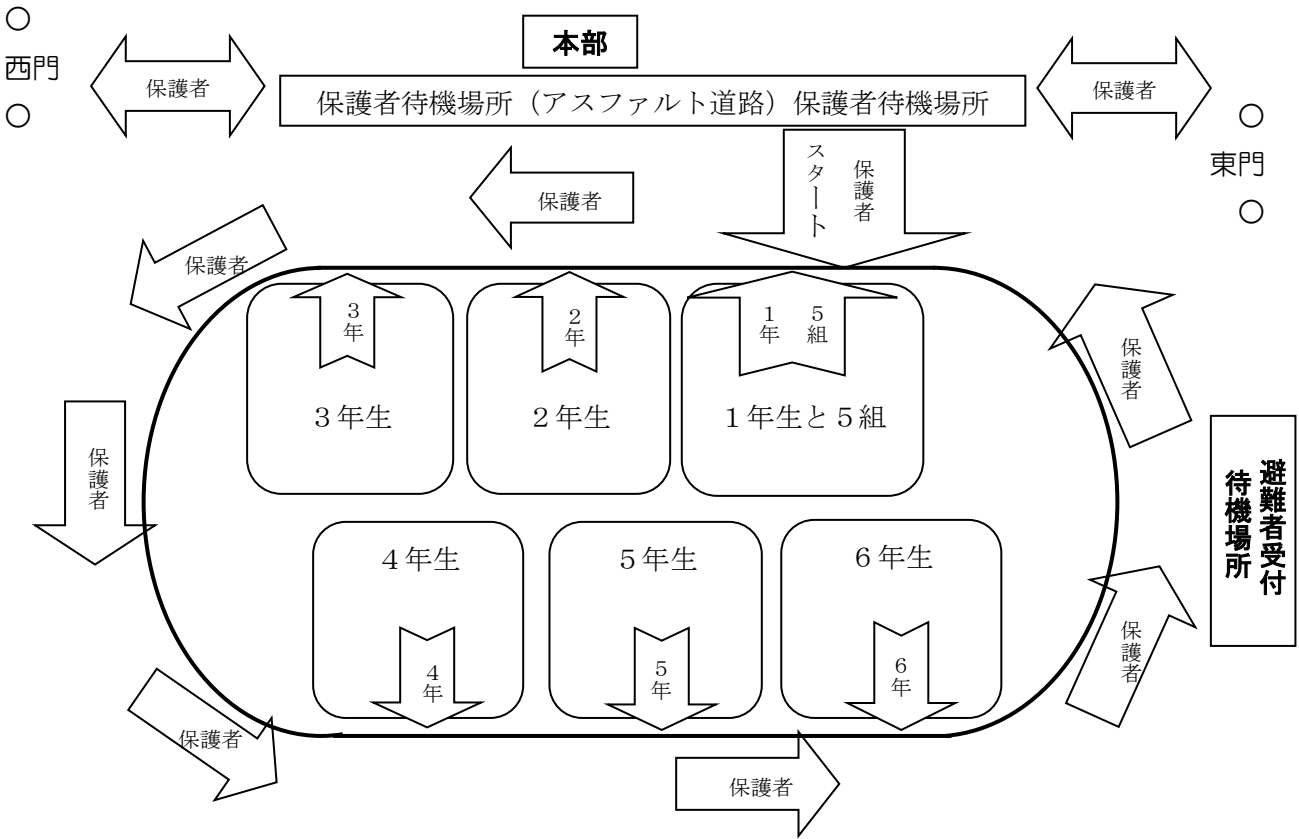 ○
西門
○
保護者
本部
保護者待機場所（アスファルト道路）保護者待機場所
保護者
○
東門
○
保護者
スタート
保護者
保護者
保護者
３年
２年
１年
５組
３年生
２年生
１年生と５組
保護者
避難者受付
待機場所
保護者
４年生
５年生
６年生
４年
５年
６年
保護者
保護者
保護者